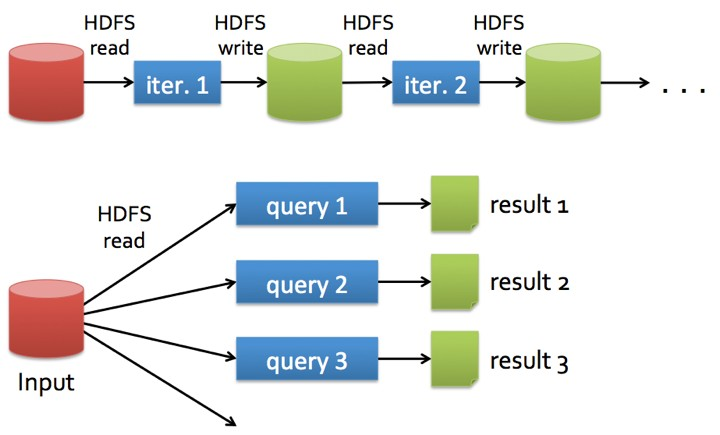 HDFS
read
HDFS
write
HDFS
read
HDFS
write
iter. 1
iter. 2
. . .
HDFS
read
query 1
result 1
query 2
result 2
query 3
result 3
Input